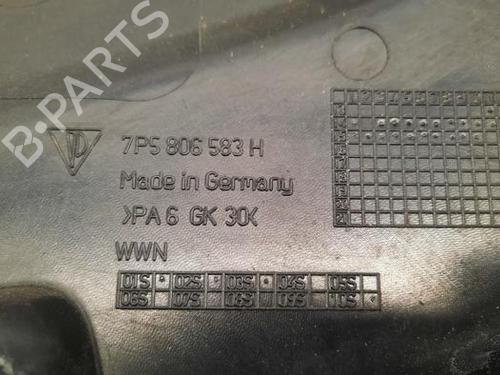 B-PARTS
7P5 806 583 H
Made in Germany
>PA 6 GK 30<
WWN
01S 02S 03S 04S 05S
06S 07S 08S 09S 10S